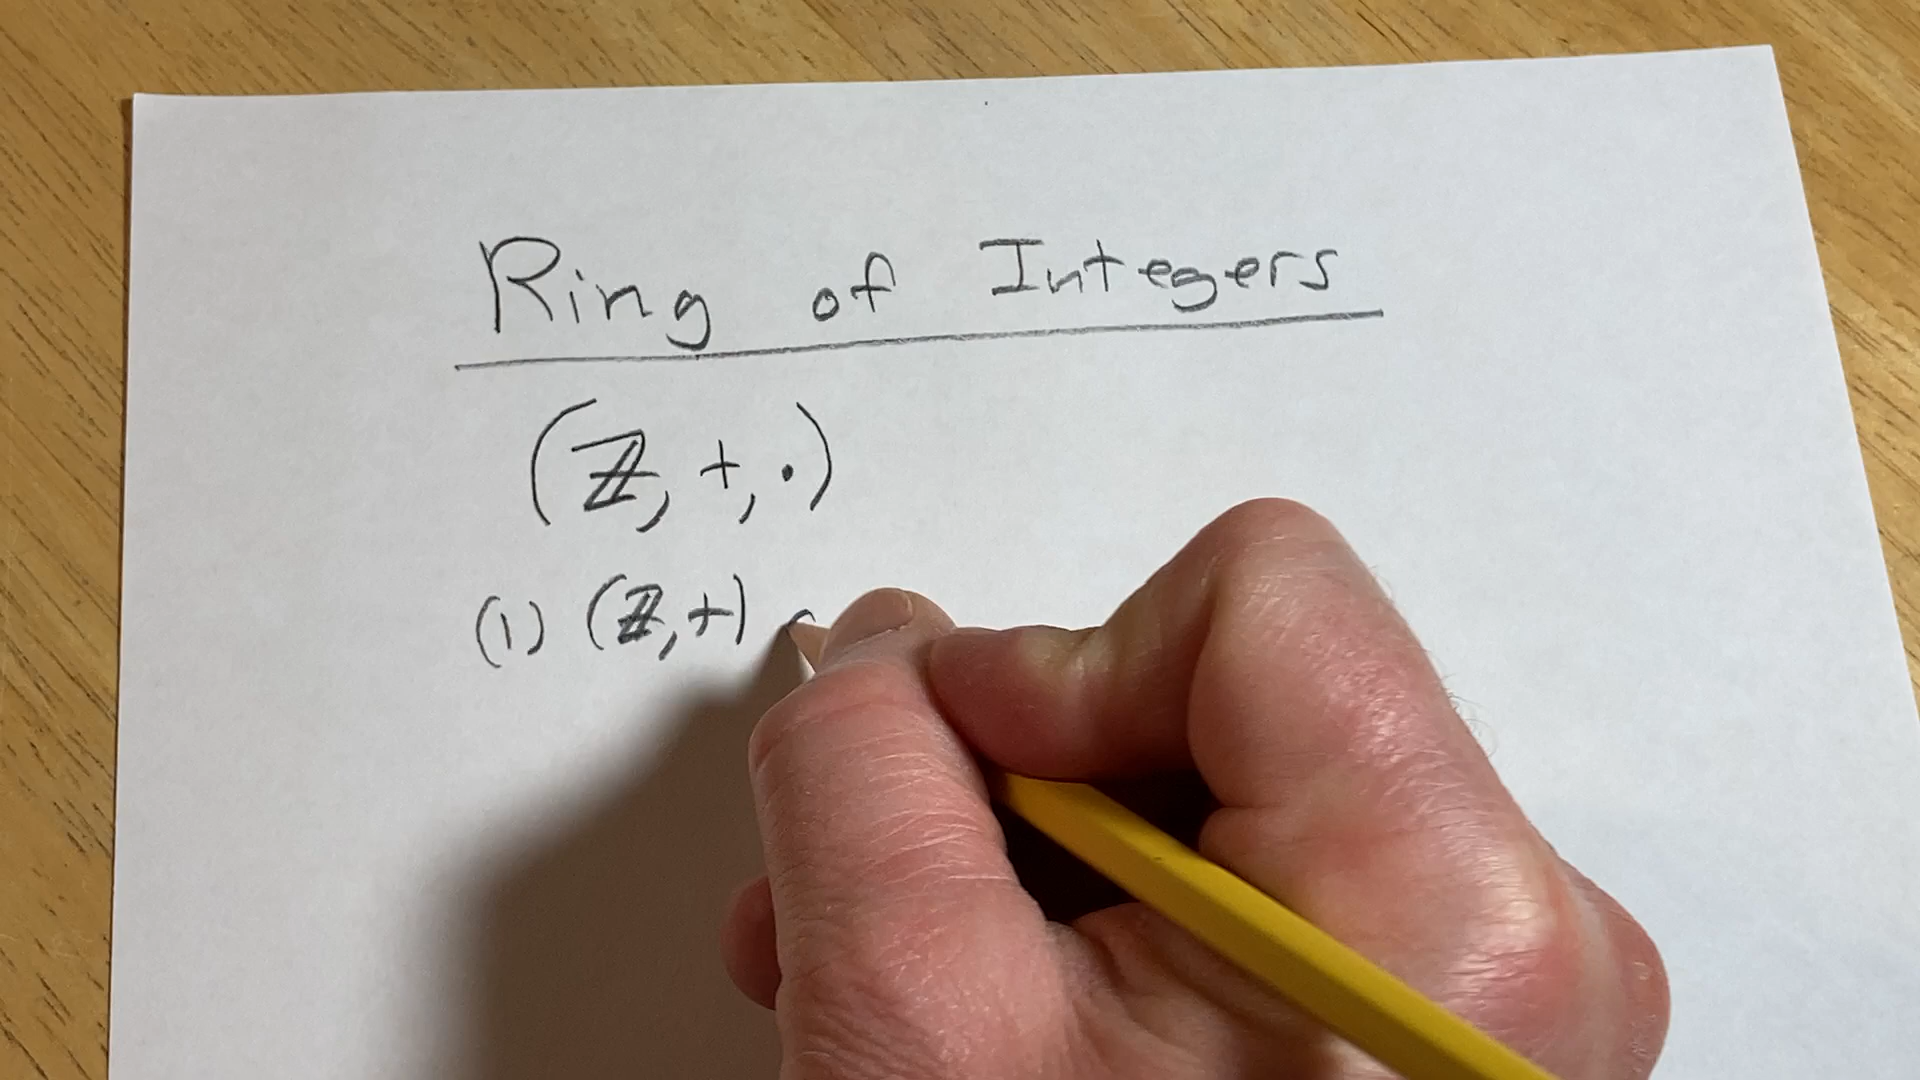 Ring of Integers
(ℤ, +, ·)
(1) (ℤ, +)